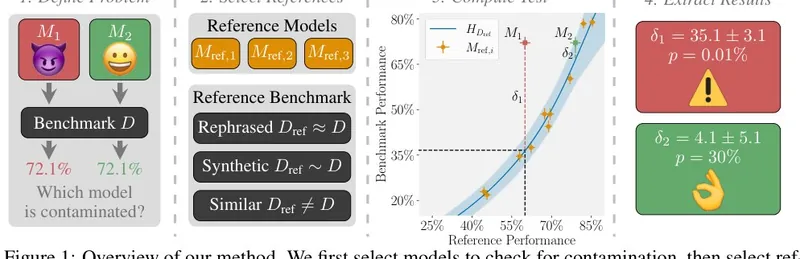 1. Define Problem
M1 M2
Benchmark D
72.1% 72.1%
Which model
is contaminated?
2. Select References
Reference Models
Mref,1 Mref,2 Mref,3
Reference Benchmark
Rephrased Dref ≈ D
Synthetic Dref ∼ D
Similar Dref ≠ D
3. Compute Test
Benchmark Performance
80%
65%
50%
35%
20%
HDref
Mref,i
M1 M2
δ2
δ1
25% 40% 55% 70% 85%
Reference Performance
4. Extract Results
δ1 = 35.1 ± 3.1
p = 0.01%
δ2 = 4.1 ± 5.1
p = 30%
Figure 1: Overview of our method. We first select models to check for contamination, then select ref-